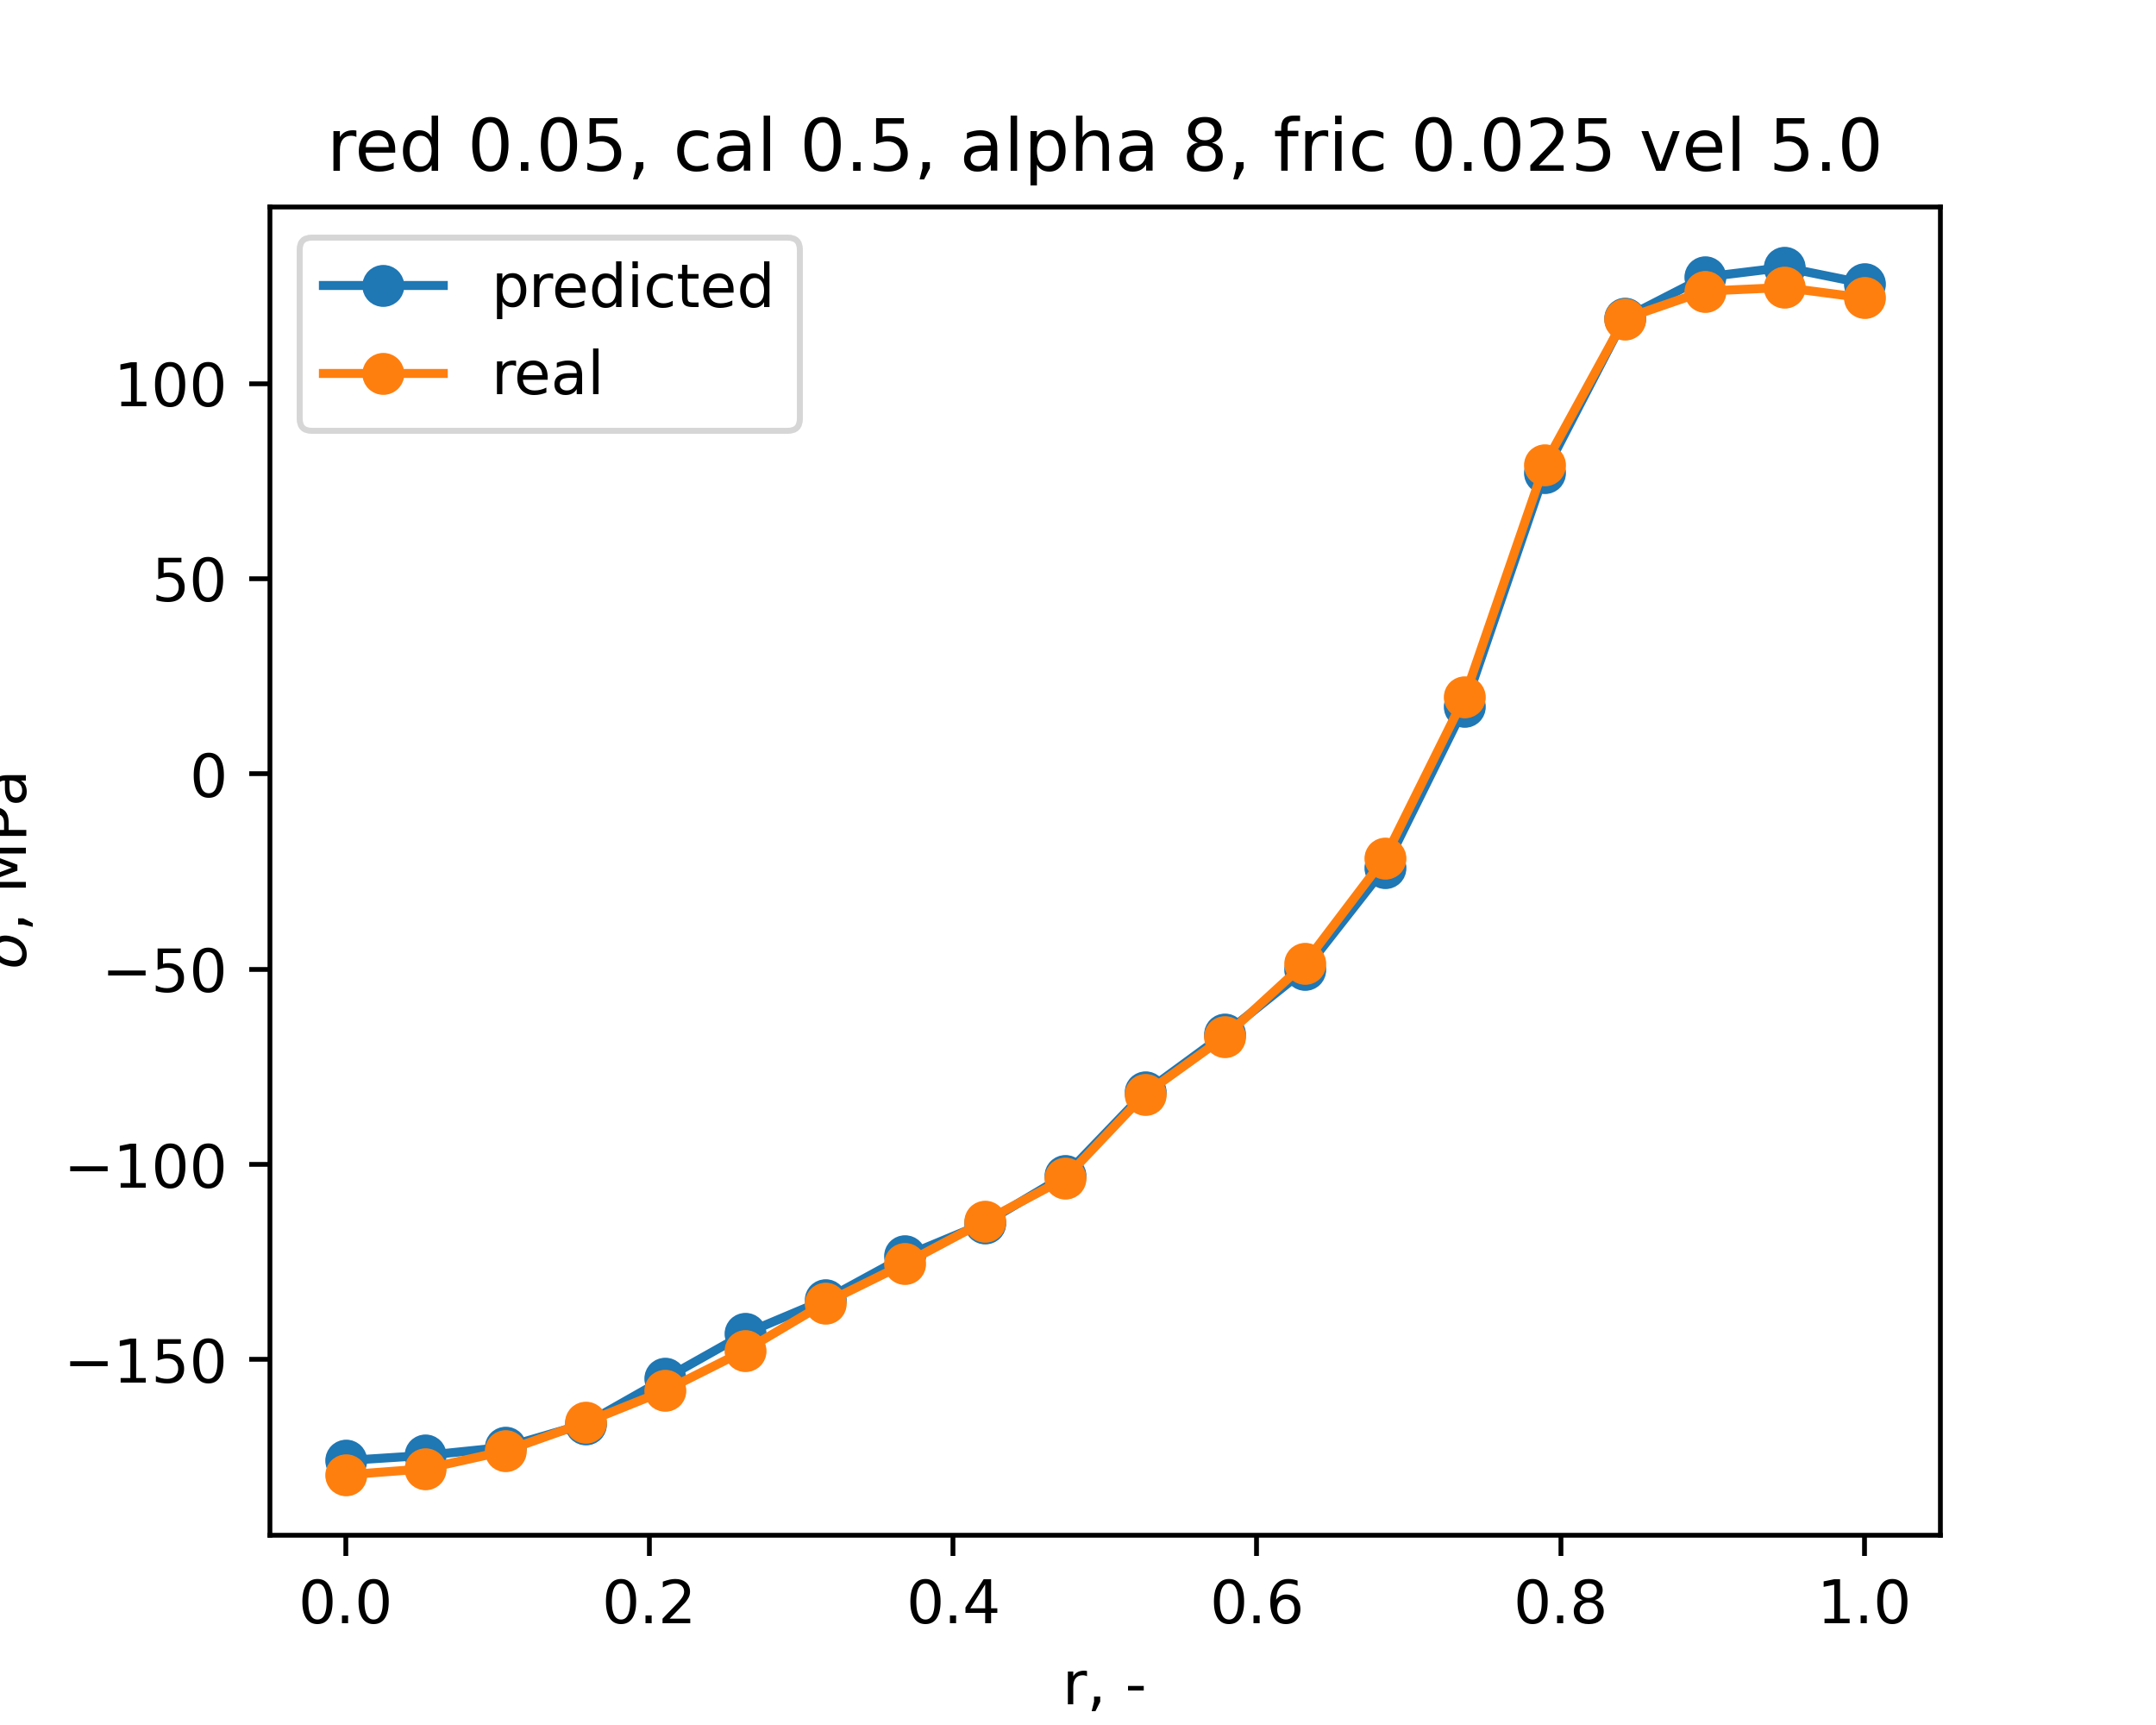 red 0.05, cal 0.5, alpha 8, fric 0.025 vel 5.0
predicted
real
100
50
0
−50
−100
−150
σ, MPa
0.0 0.2 0.4 0.6 0.8 1.0
r, -